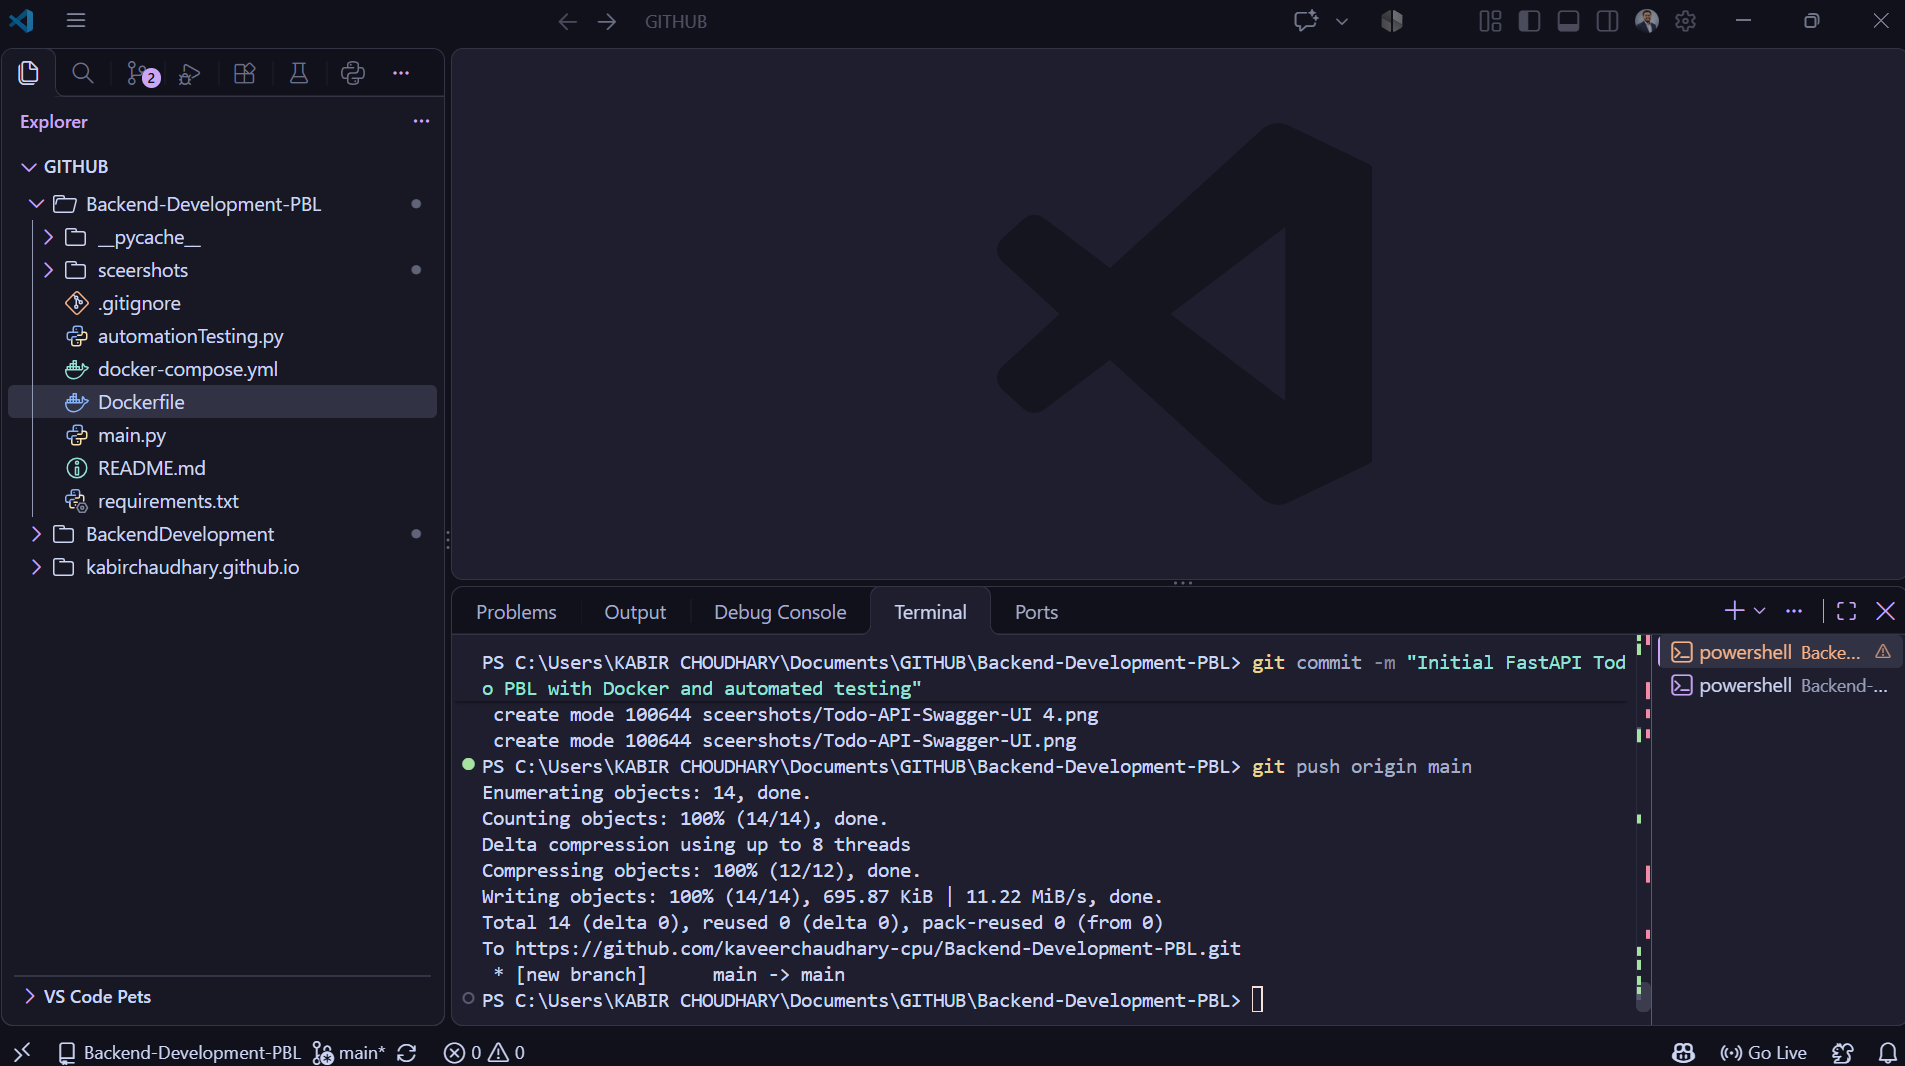 GITHUB
2
Explorer
GITHUB
Backend-Development-PBL
__pycache__
sceershots
.gitignore
automationTesting.py
docker-compose.yml
Dockerfile
main.py
README.md
requirements.txt
BackendDevelopment
kabirchaudhary.github.io
VS Code Pets
Problems
Output
Debug Console
Terminal
Ports
PS C:\Users\KABIR CHOUDHARY\Documents\GITHUB\Backend-Development-PBL> git commit -m "Initial FastAPI Tod
o PBL with Docker and automated testing"
create mode 100644 sceershots/Todo-API-Swagger-UI 4.png
create mode 100644 sceershots/Todo-API-Swagger-UI.png
PS C:\Users\KABIR CHOUDHARY\Documents\GITHUB\Backend-Development-PBL> git push origin main
Enumerating objects: 14, done.
Counting objects: 100% (14/14), done.
Delta compression using up to 8 threads
Compressing objects: 100% (12/12), done.
Writing objects: 100% (14/14), 695.87 KiB | 11.22 MiB/s, done.
Total 14 (delta 0), reused 0 (delta 0), pack-reused 0 (from 0)
To https://github.com/kaveerchaudhary-cpu/Backend-Development-PBL.git
* [new branch]      main -> main
PS C:\Users\KABIR CHOUDHARY\Documents\GITHUB\Backend-Development-PBL>
powershell Backe...
powershell Backend-...
Backend-Development-PBL main* 0 0
Go Live